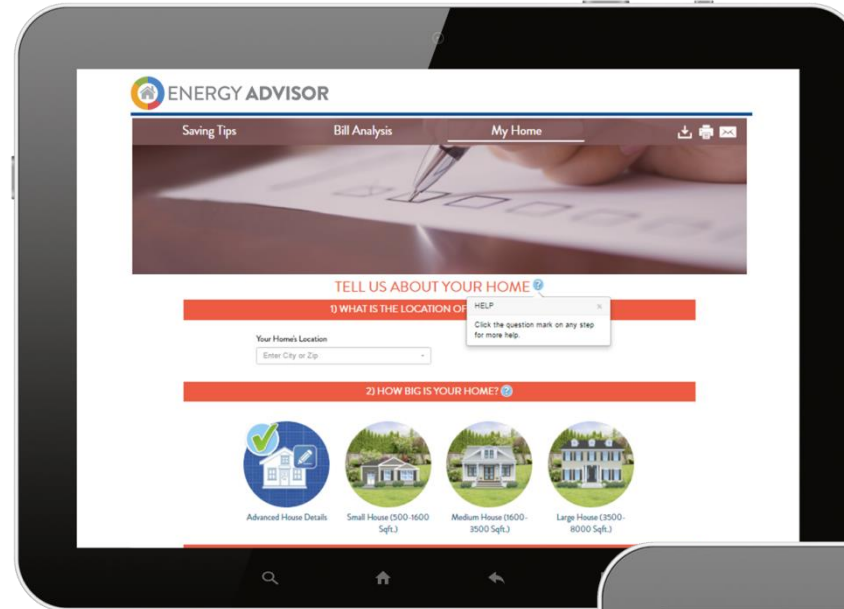 ENERGY ADVISOR
Saving Tips
Bill Analysis
My Home
TELL US ABOUT YOUR HOME ?
1) WHAT IS THE LOCATION OF
HELP ×
Click the question mark on any step
for more help.
Your Home's Location
Enter City or Zip
2) HOW BIG IS YOUR HOME? ?
Advanced House Details
Small House (500-1600
Sqft.)
Medium House (1600-
3500 Sqft.)
Large House (3500-
8000 Sqft.)